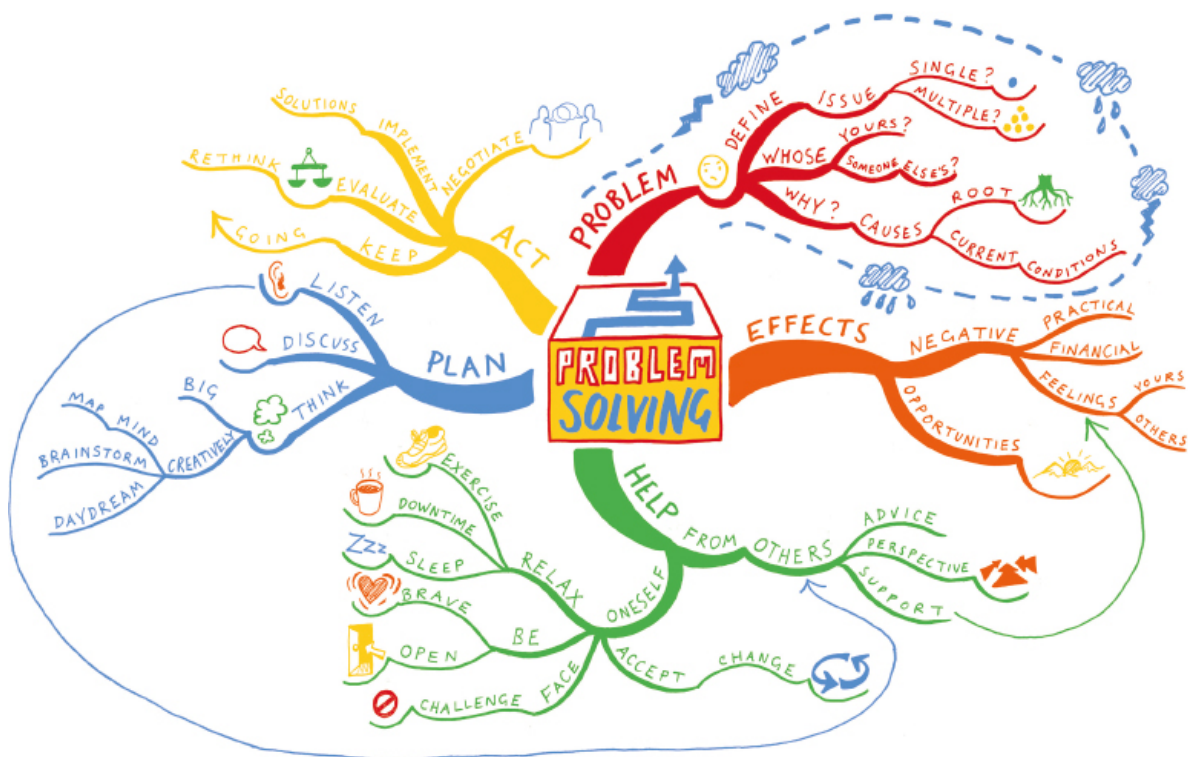 PROBLEM
SOLVING
PROBLEM
DEFINE
ISSUE
SINGLE?
MULTIPLE?
WHOSE
YOURS?
SOMEONE ELSE'S?
WHY?
CAUSES
ROOT
CURRENT CONDITIONS
EFFECTS
NEGATIVE
PRACTICAL
FINANCIAL
FEELINGS
YOURS
OTHERS
OPPORTUNITIES
HELP
FROM
OTHERS
ADVICE
PERSPECTIVE
SUPPORT
ONESELF
RELAX
EXERCISE
DOWNTIME
SLEEP
ZZZ
BE
BRAVE
OPEN
FACE
CHALLENGE
ACCEPT
CHANGE
PLAN
LISTEN
DISCUSS
THINK
BIG
CREATIVELY
MAP MIND
BRAINSTORM
DAYDREAM
ACT
NEGOTIATE
IMPLEMENT
SOLUTIONS
EVALUATE
RETHINK
KEEP
GOING